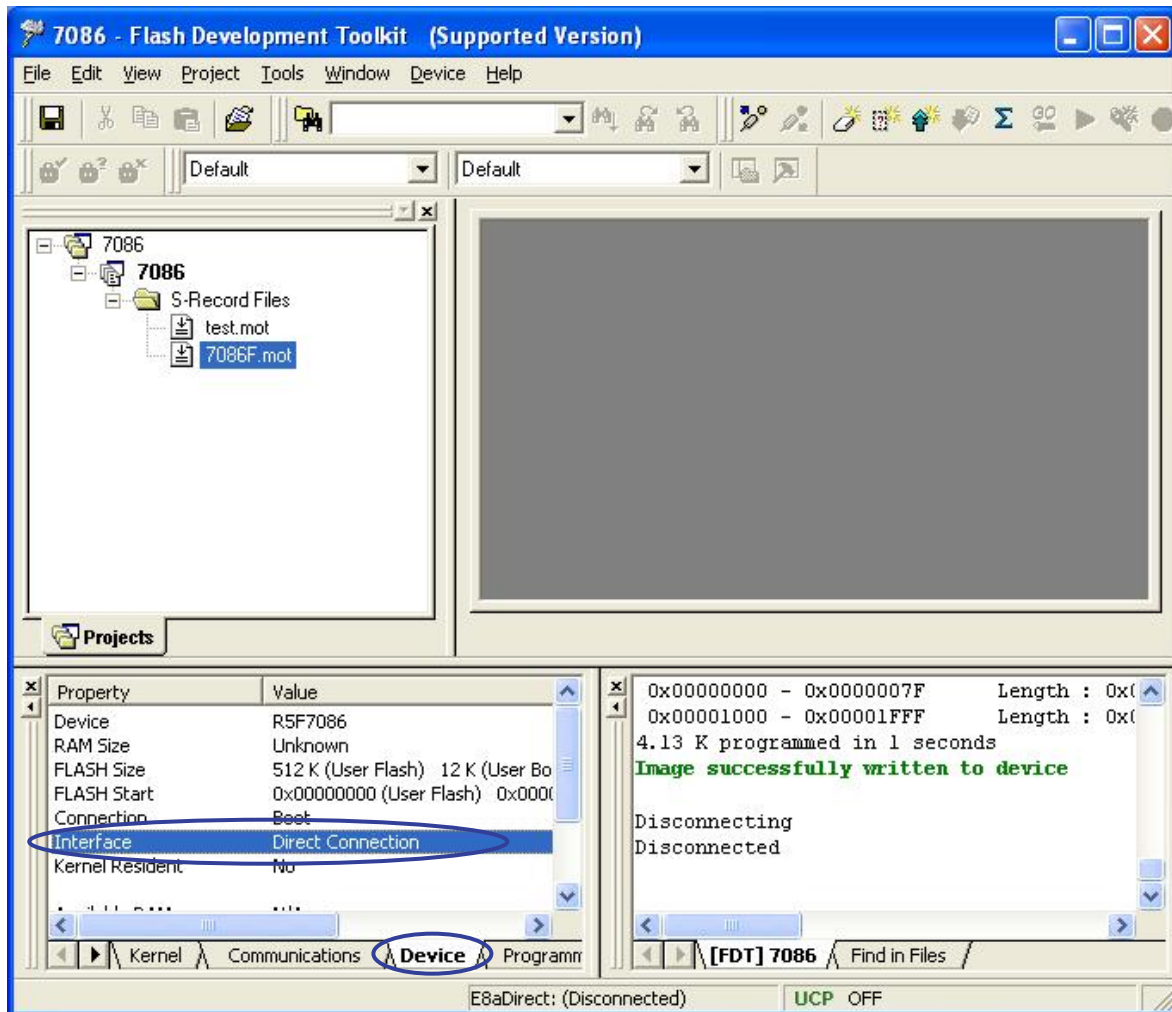 7086 - Flash Development Toolkit (Supported Version)
File Edit View Project Tools Window Device Help
Default
Default
7086
7086
S-Record Files
test.mot
7086F.mot
Projects
Property Value
Device R5F7086
RAM Size Unknown
FLASH Size 512 K (User Flash) 12 K (User Bo
FLASH Start 0x00000000 (User Flash) 0x000
Connection Boot
Interface Direct Connection
Kernel Resident No
Kernel Communications Device Programm
0x00000000 - 0x0000007F Length : 0x
0x00001000 - 0x00001FFF Length : 0x
4.13 K programmed in 1 seconds
Image successfully written to device
Disconnecting
Disconnected
[FDT] 7086 Find in Files
E8aDirect: (Disconnected) UCP OFF